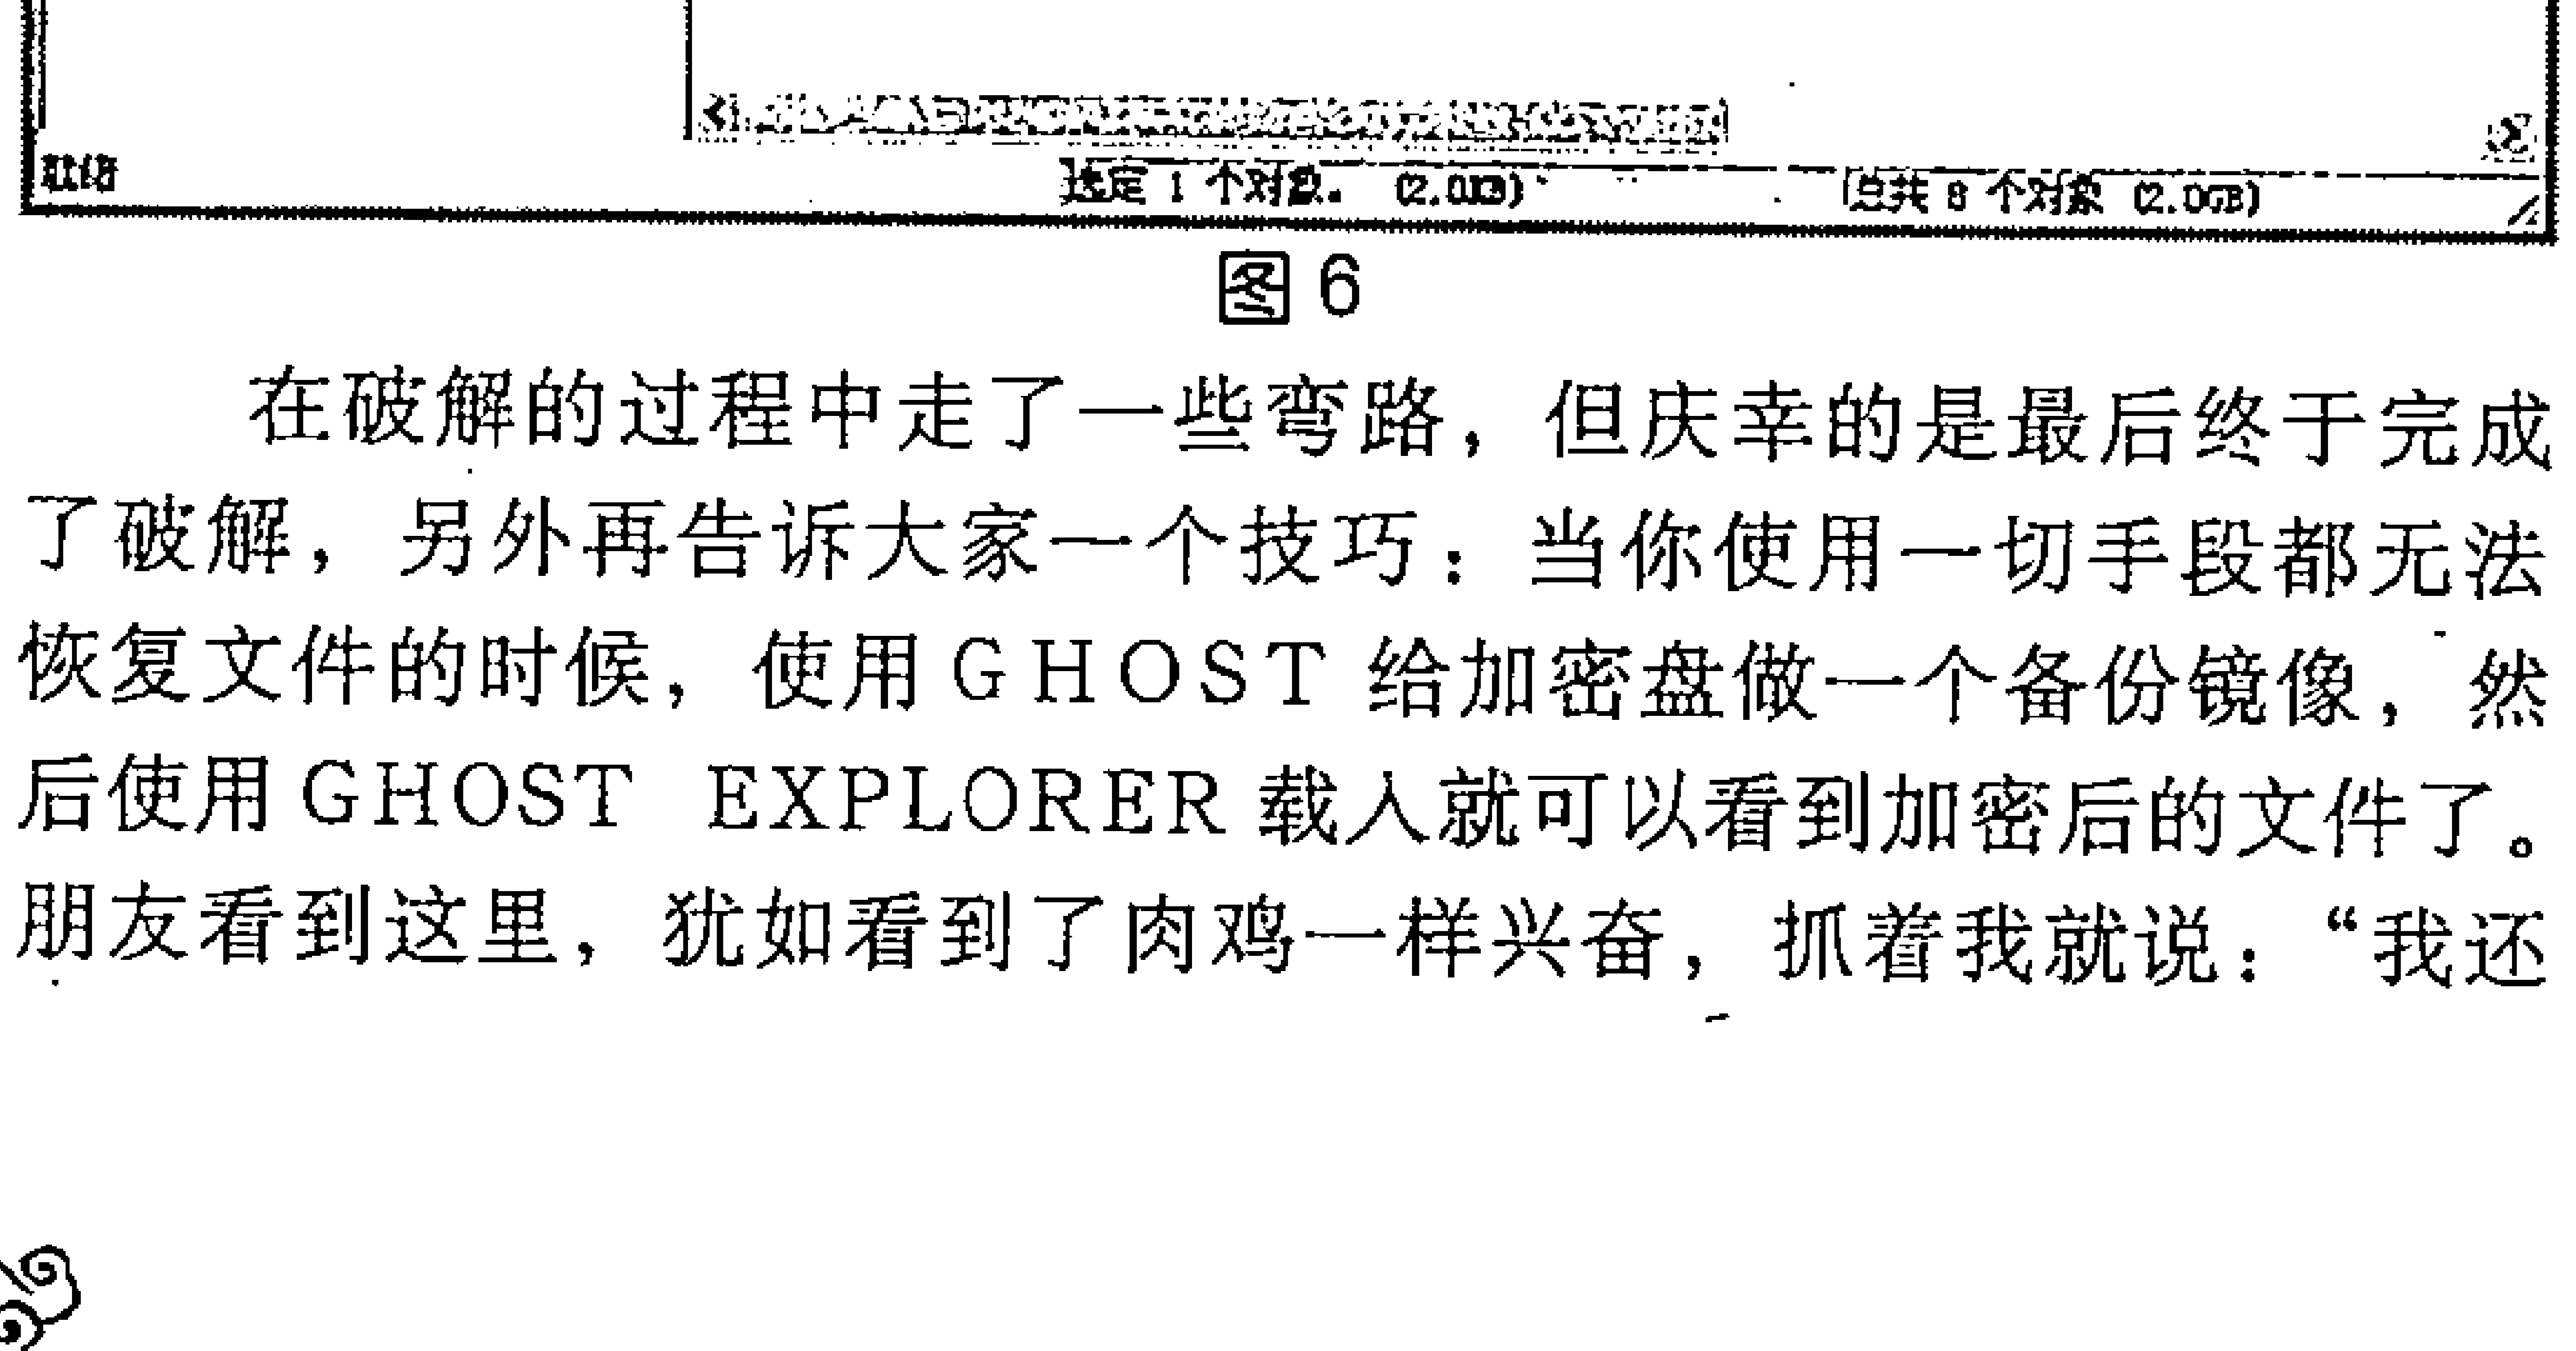 就绪
选定 1 个对象。 (2.0KB)
总共 8 个对象 (2.0GB)
图 6
在破解的过程中走了一些弯路，但庆幸的是最后终于完成
了破解，另外再告诉大家一个技巧：当你使用一切手段都无法
恢复文件的时候，使用 GHOST 给加密盘做一个备份镜像，然
后使用 GHOST EXPLORER 载入就可以看到加密后的文件了。
朋友看到这里，犹如看到了肉鸡一样兴奋，抓着我就说：“我还